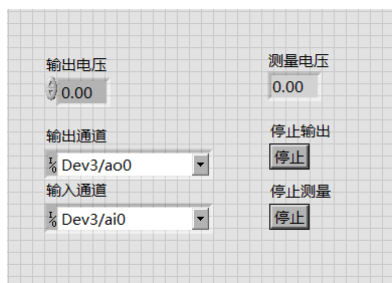 输出电压
0.00
测量电压
0.00
输出通道
Dev3/ao0
停止输出
停止
输入通道
Dev3/ai0
停止测量
停止